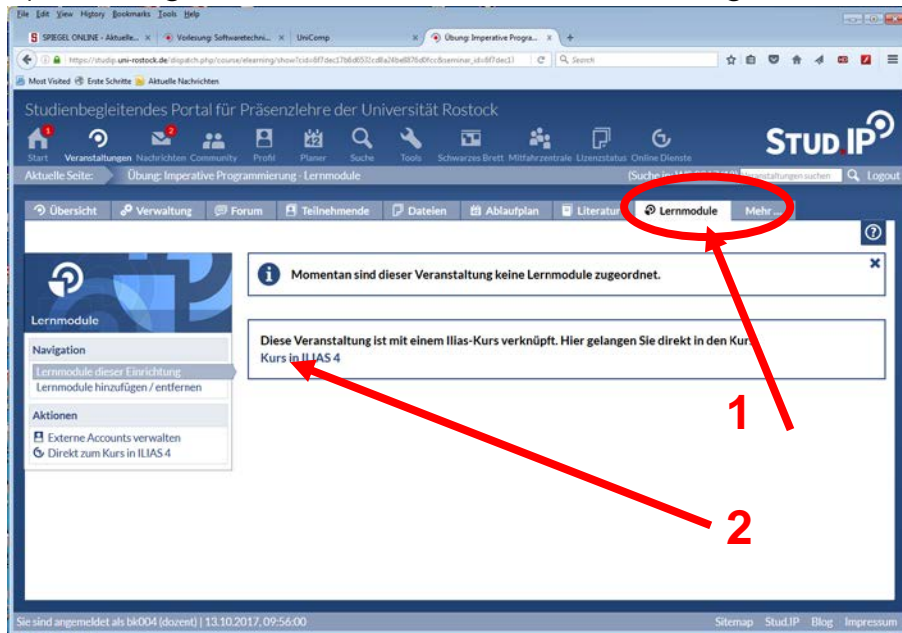 File Edit View History Bookmarks Tools Help
SPIEGEL ONLINE - Aktuelle... × Vorlesung: Softwaretechni... × UniComp × Übung: Imperative Progra... × +
Search
Most Visited Erste Schritte Aktuelle Nachrichten
Studienbegleitendes Portal für Präsenzlehre der Universität Rostock
Start Veranstaltungen Nachrichten Community Profil Planer Suche Tools Schwarzes Brett Mitfahrzentrale Lizenzstatus Online Dienste
STUD.IP
Aktuelle Seite: Übung: Imperative Programmierung - Lernmodule
suchen Logout
Übersicht Verwaltung Forum Teilnehmende Dateien Ablaufplan Literatur Lernmodule Mehr ...
Momentan sind dieser Veranstaltung keine Lernmodule zugeordnet.
Lernmodule
Diese Veranstaltung ist mit einem Ilias-Kurs verknüpft. Hier gelangen Sie direkt in den
Kurs in ILIAS 4
Navigation
Lernmodule dieser Einrichtung
Lernmodule hinzufügen / entfernen
Aktionen
Externe Accounts verwalten
Direkt zum Kurs in ILIAS 4
1
2
Sie sind angemeldet als bk004 (dozent) | 13.10.2017, 09:56:00
Sitemap Stud.IP Blog Impressum